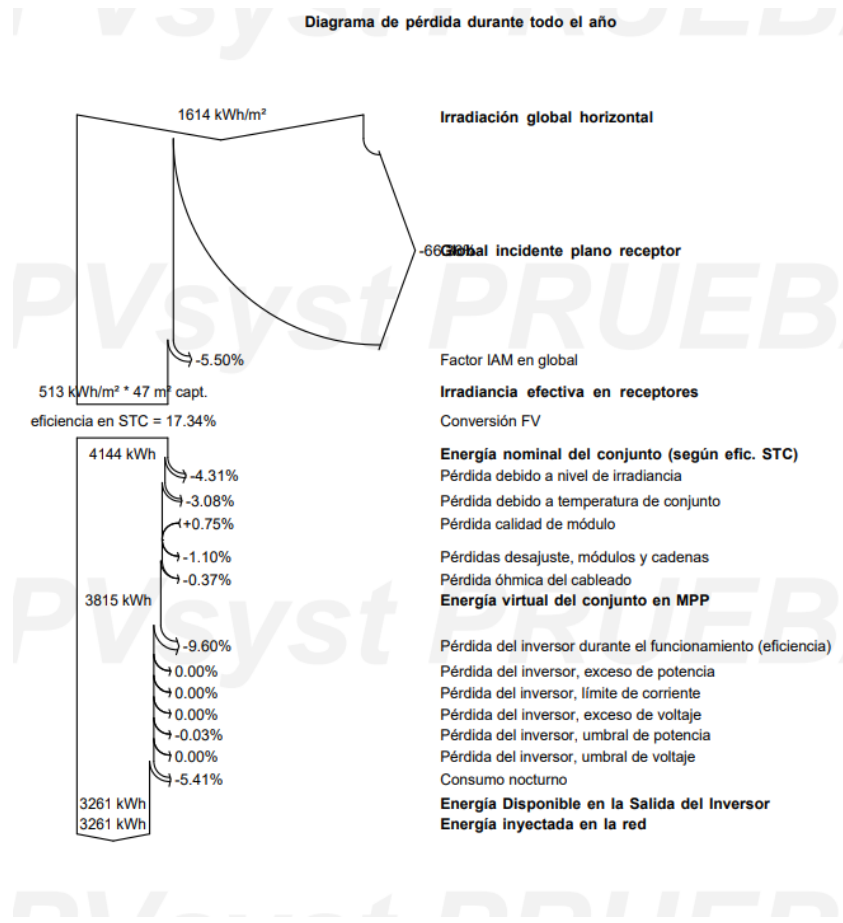 PVsyst PRUEBA
Diagrama de pérdida durante todo el año
1614 kWh/m²
Irradiación global horizontal
Global incidente plano receptor
-5.50%
Factor IAM en global
513 kWh/m² * 47 m² capt.
Irradiancia efectiva en receptores
eficiencia en STC = 17.34%
Conversión FV
Energía nominal del conjunto (según efic. STC)
4144 kWh
-4.31%
Pérdida debido a nivel de irradiancia
-3.08%
Pérdida debido a temperatura de conjunto
+0.75%
Pérdida calidad de módulo
-1.10%
Pérdidas desajuste, módulos y cadenas
-0.37%
Pérdida óhmica del cableado
3815 kWh
Energía virtual del conjunto en MPP
-9.60%
Pérdida del inversor durante el funcionamiento (eficiencia)
0.00%
Pérdida del inversor, exceso de potencia
0.00%
Pérdida del inversor, límite de corriente
0.00%
Pérdida del inversor, exceso de voltaje
-0.03%
Pérdida del inversor, umbral de potencia
0.00%
Pérdida del inversor, umbral de voltaje
-5.41%
Consumo nocturno
3261 kWh
Energía Disponible en la Salida del Inversor
3261 kWh
Energía inyectada en la red